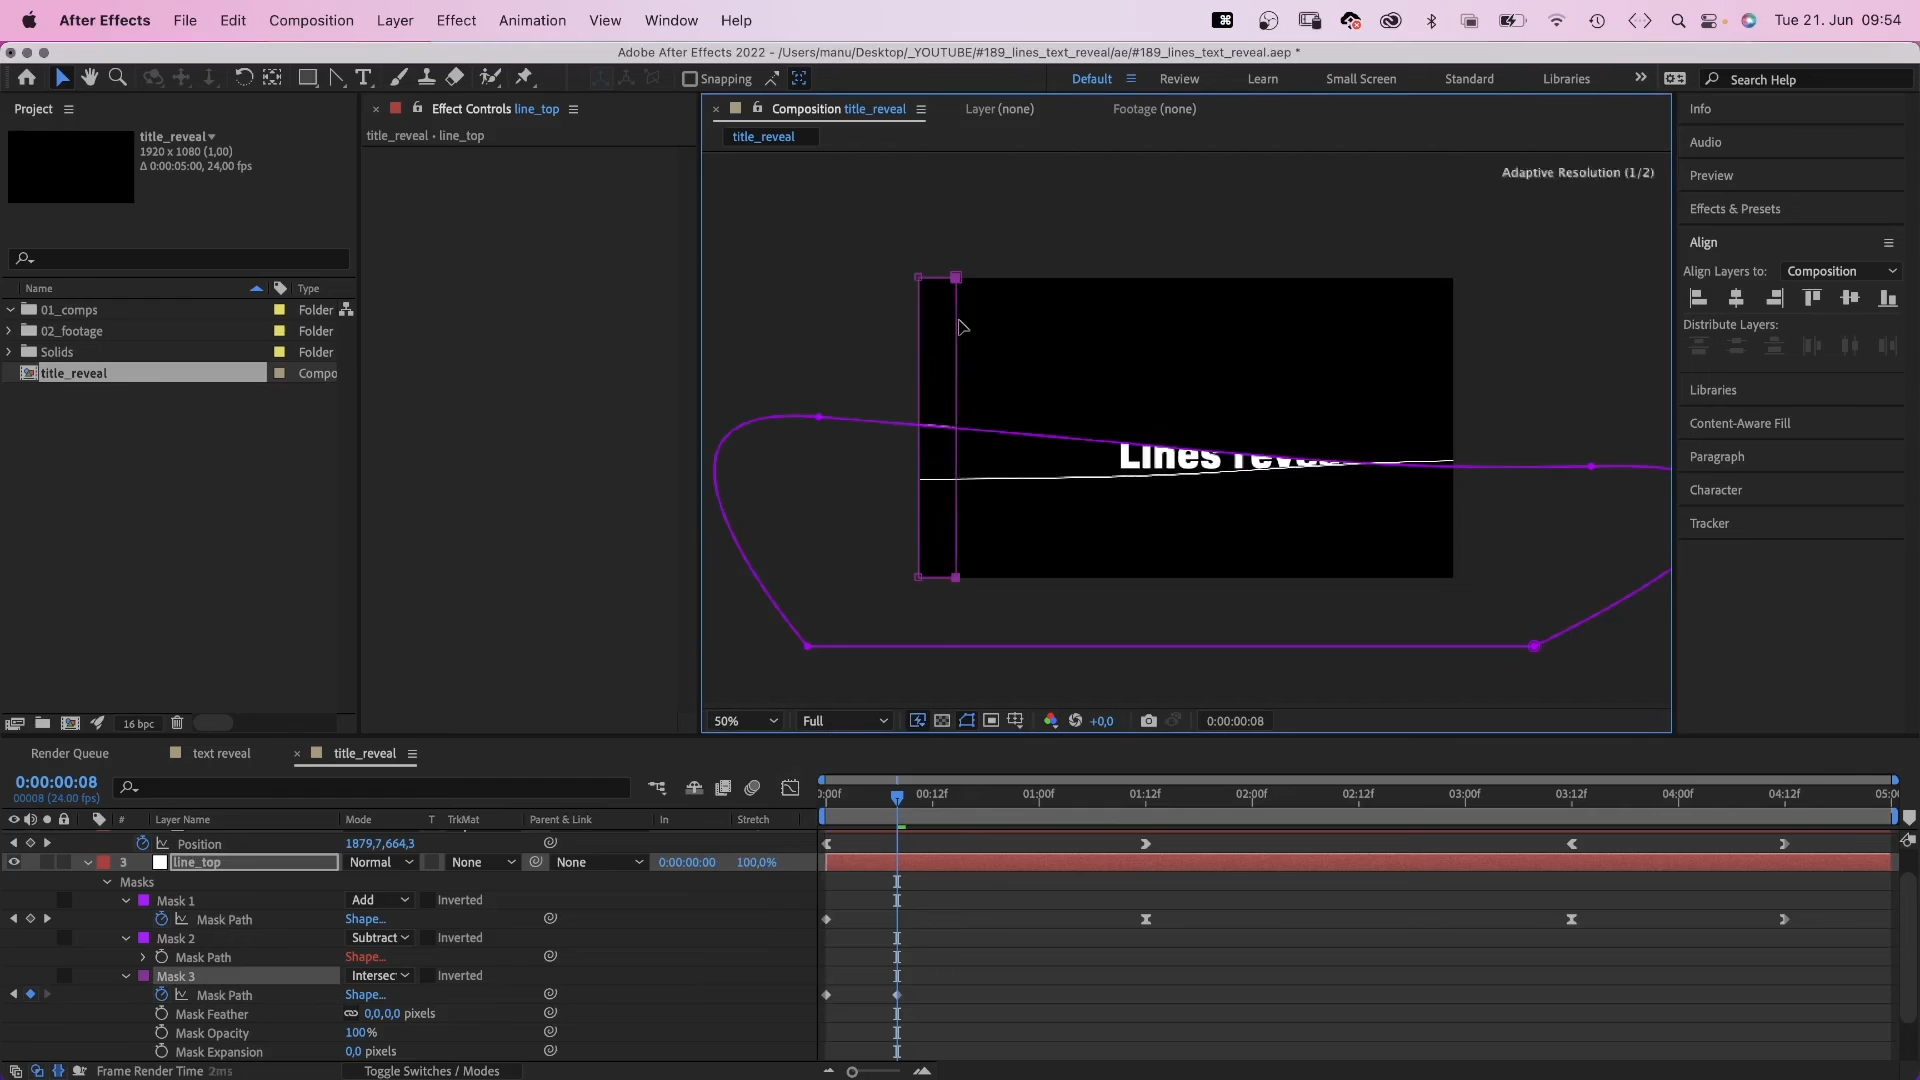 After Effects File Edit Composition Layer Effect Animation View Window Help Tue 21. Jun 09:54
Adobe After Effects 2022 - /Users/manu/Desktop/_YOUTUBE/#189_lines_text_reveal/ae/#189_lines_text_reveal.aep *
Snapping Default Review Learn Small Screen Standard Libraries Search Help
Project Effect Controls line_top Composition title_reveal Layer (none) Footage (none) Info
title_reveal • line_top title_reveal
title_reveal
1920 x 1080 (1,00)
Δ 0:00:05:00, 24,00 fps
Adaptive Resolution (1/2)
Audio
Preview
Effects & Presets
Align
Align Layers to: Composition
Distribute Layers:
Libraries
Content-Aware Fill
Paragraph
Character
Tracker
Name Type
01_comps Folder
02_footage Folder
Solids Folder
title_reveal Compo
Lines reve
16 bpc 50% Full +0,0 0:00:00:08
Render Queue text reveal title_reveal
0:00:00:08
00008 (24.00 fps)
0:00f 00:12f 01:00f 01:12f 02:00f 02:12f 03:00f 03:12f 04:00f 04:12f 05:00
# Layer Name Mode T TrkMat Parent & Link In Stretch
Position 1879,7,664,3
3 line_top Normal None None 0:00:00:00 100,0%
Masks
Mask 1 Add Inverted
Mask Path Shape...
Mask 2 Subtract Inverted
Mask Path Shape...
Mask 3 Intersec Inverted
Mask Path Shape...
Mask Feather 0,0,0,0 pixels
Mask Opacity 100%
Mask Expansion 0,0 pixels
Frame Render Time 2ms Toggle Switches / Modes